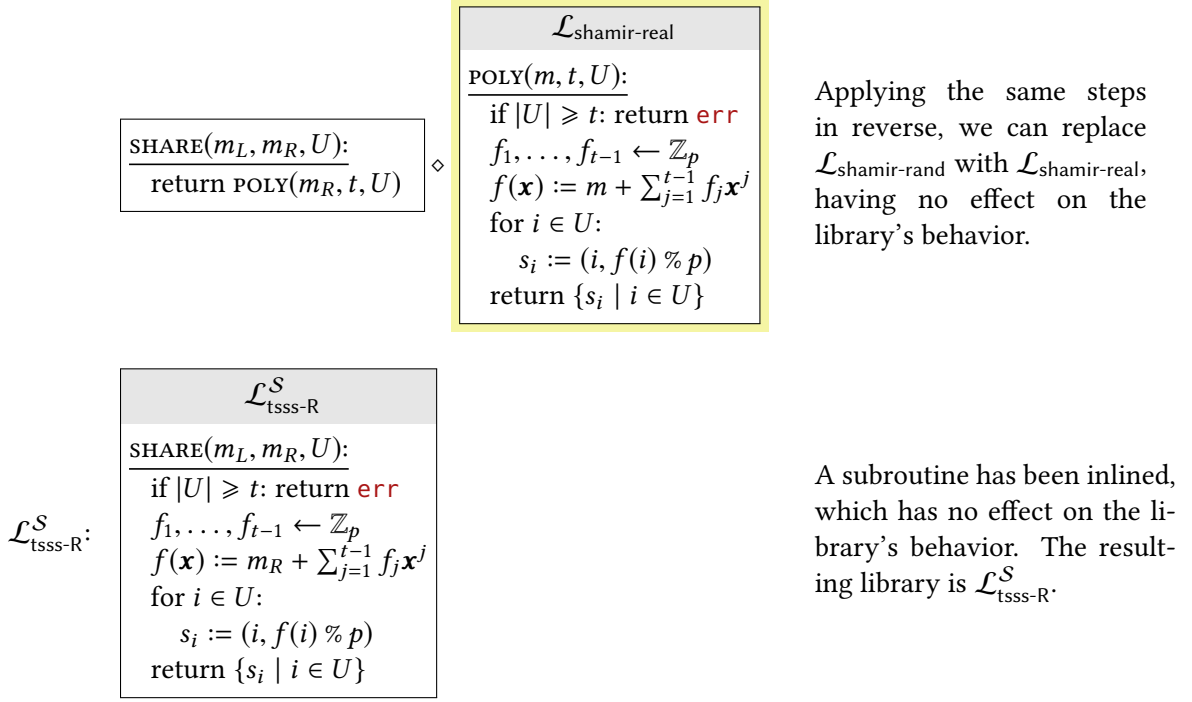 𝓛shamir-real
SHARE(m_L, m_R, U):
return POLY(m_R, t, U)
⋄
POLY(m, t, U):
if |U| ⩾ t: return err
f_1, . . . , f_{t−1} ← ℤ_p
f(𝒙) := m + ∑_{j=1}^{t−1} f_j 𝒙^j
for i ∈ U:
s_i := (i, f(i) % p)
return {s_i | i ∈ U}
Applying the same steps
in reverse, we can replace
𝓛shamir-rand with 𝓛shamir-real,
having no effect on the
library's behavior.
𝓛^𝒮_tsss-R:
𝓛^𝒮_tsss-R
SHARE(m_L, m_R, U):
if |U| ⩾ t: return err
f_1, . . . , f_{t−1} ← ℤ_p
f(𝒙) := m_R + ∑_{j=1}^{t−1} f_j 𝒙^j
for i ∈ U:
s_i := (i, f(i) % p)
return {s_i | i ∈ U}
A subroutine has been inlined,
which has no effect on the li-
brary's behavior. The result-
ing library is 𝓛^𝒮_tsss-R.